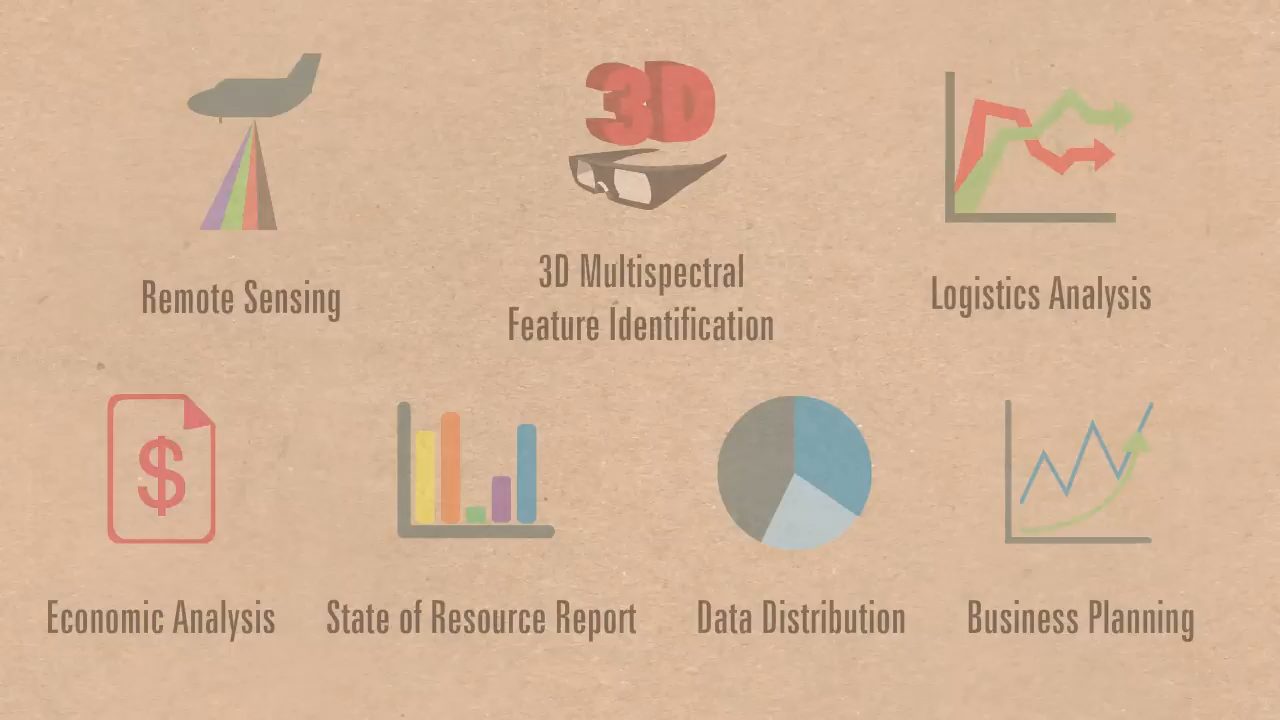 3D
Remote Sensing
3D Multispectral
Feature Identification
Logistics Analysis
$
Economic Analysis
State of Resource Report
Data Distribution
Business Planning